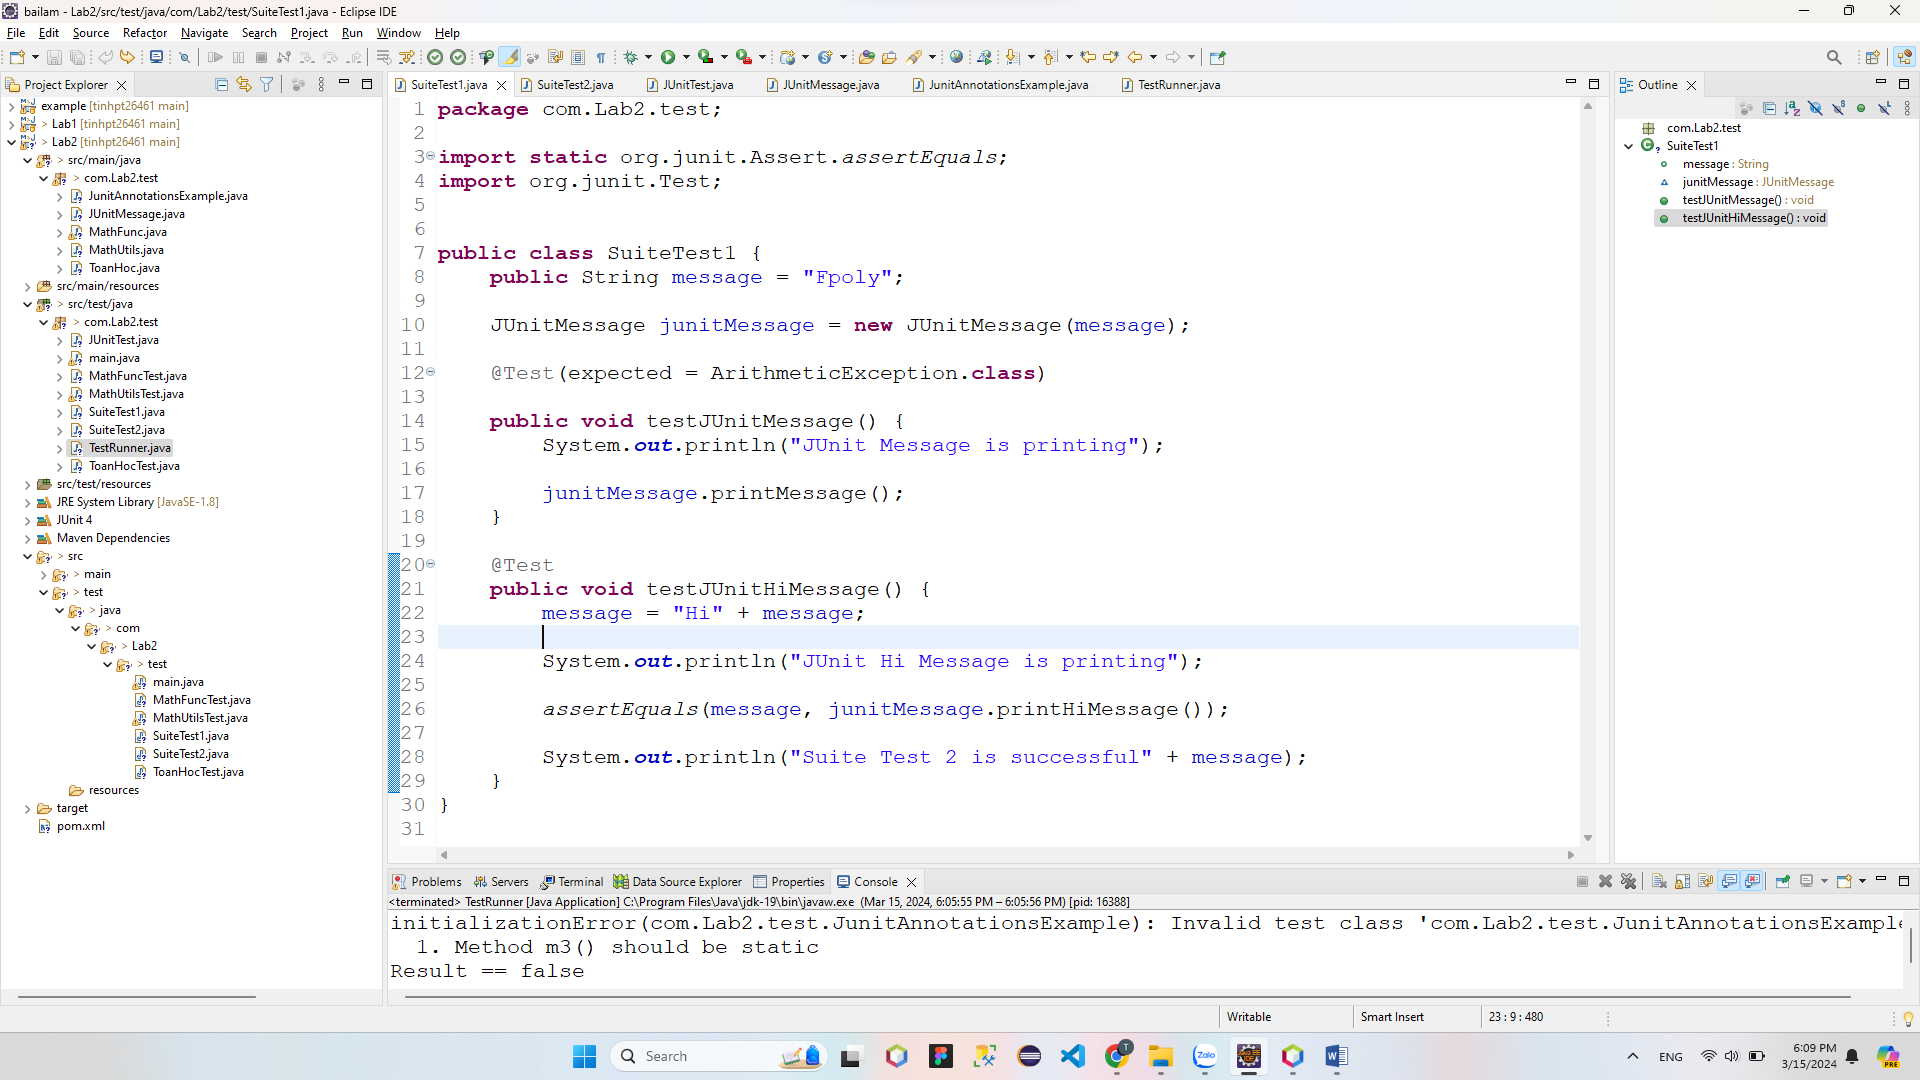 bailam - Lab2/src/test/java/com/Lab2/test/SuiteTest1.java - Eclipse IDE
File Edit Source Refactor Navigate Search Project Run Window Help
Project Explorer
example [tinhpt26461 main]
> Lab1 [tinhpt26461 main]
> Lab2 [tinhpt26461 main]
> src/main/java
> com.Lab2.test
JunitAnnotationsExample.java
JUnitMessage.java
MathFunc.java
MathUtils.java
ToanHoc.java
src/main/resources
> src/test/java
> com.Lab2.test
JUnitTest.java
main.java
MathFuncTest.java
MathUtilsTest.java
SuiteTest1.java
SuiteTest2.java
TestRunner.java
ToanHocTest.java
src/test/resources
JRE System Library [JavaSE-1.8]
JUnit 4
Maven Dependencies
> src
> main
> test
> java
> com
> Lab2
> test
main.java
MathFuncTest.java
MathUtilsTest.java
SuiteTest1.java
SuiteTest2.java
ToanHocTest.java
resources
target
pom.xml
SuiteTest1.java SuiteTest2.java JUnitTest.java JUnitMessage.java JunitAnnotationsExample.java TestRunner.java
1 package com.Lab2.test;
2
3 import static org.junit.Assert.assertEquals;
4 import org.junit.Test;
5
6
7 public class SuiteTest1 {
8 public String message = "Fpoly";
9
10 JUnitMessage junitMessage = new JUnitMessage(message);
11
12 @Test(expected = ArithmeticException.class)
13
14 public void testJUnitMessage() {
15 System.out.println("JUnit Message is printing");
16
17 junitMessage.printMessage();
18 }
19
20 @Test
21 public void testJUnitHiMessage() {
22 message = "Hi" + message;
23
24 System.out.println("JUnit Hi Message is printing");
25
26 assertEquals(message, junitMessage.printHiMessage());
27
28 System.out.println("Suite Test 2 is successful" + message);
29 }
30 }
31
Outline
com.Lab2.test
SuiteTest1
message : String
junitMessage : JUnitMessage
testJUnitMessage() : void
testJUnitHiMessage() : void
Problems Servers Terminal Data Source Explorer Properties Console
<terminated> TestRunner [Java Application] C:\Program Files\Java\jdk-19\bin\javaw.exe (Mar 15, 2024, 6:05:55 PM – 6:05:56 PM) [pid: 16388]
initializationError(com.Lab2.test.JunitAnnotationsExample): Invalid test class 'com.Lab2.test.JunitAnnotationsExample
1. Method m3() should be static
Result == false
Writable Smart Insert 23 : 9 : 480
Search
T
Zalo
ENG
6:09 PM
3/15/2024
PRE